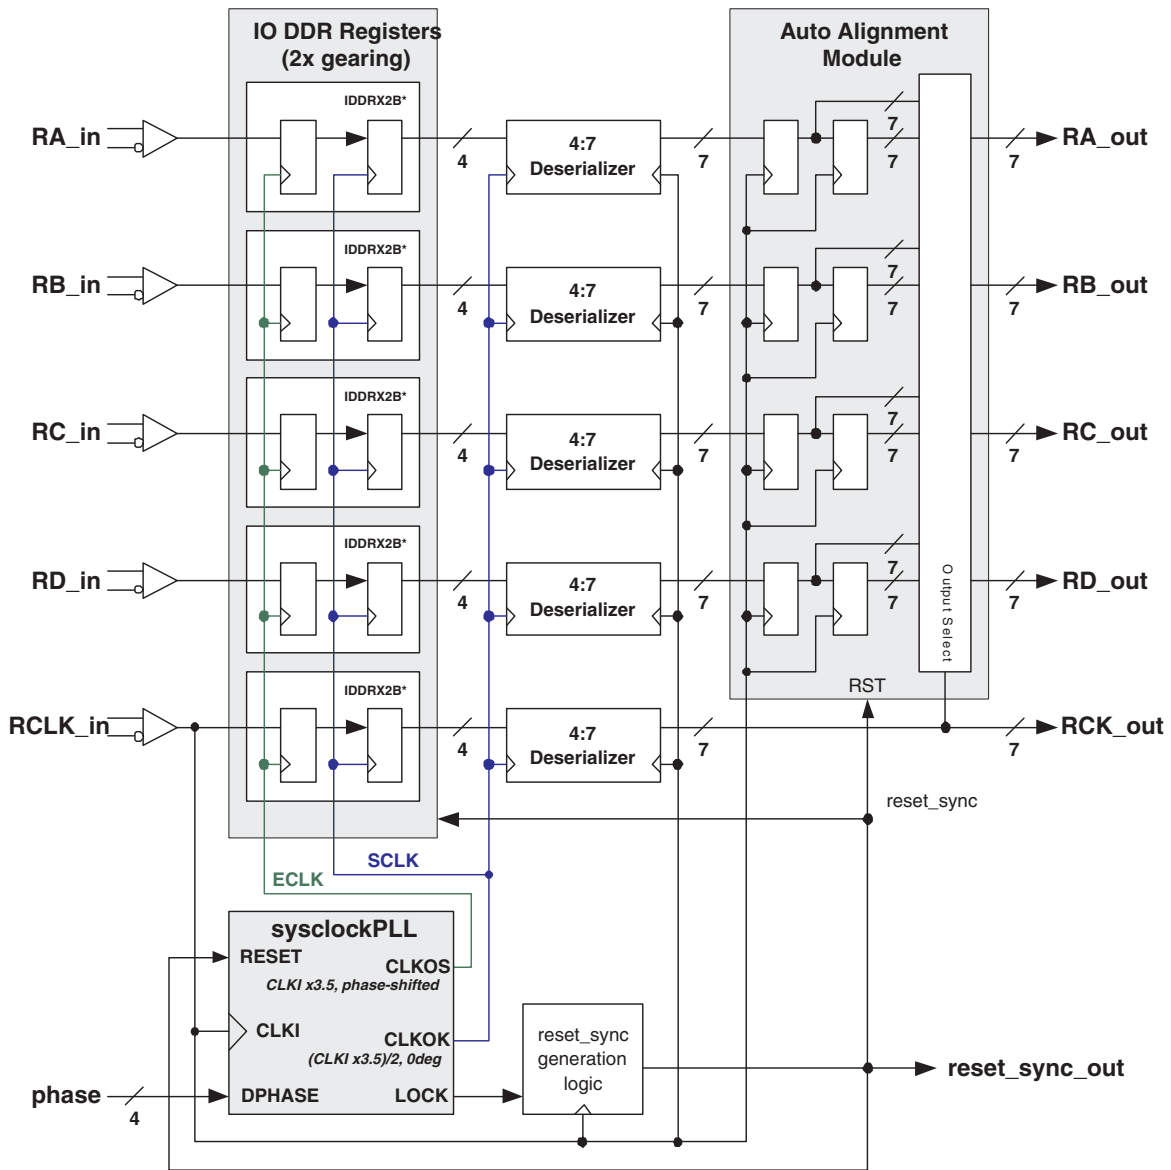 IO DDR Registers
(2x gearing)
Auto Alignment
Module
IDDRX2B*
RA_in
4
4:7
Deserializer
7
7
7
7
RA_out
IDDRX2B*
RB_in
4
4:7
Deserializer
7
7
7
7
RB_out
IDDRX2B*
RC_in
4
4:7
Deserializer
7
7
7
7
RC_out
IDDRX2B*
RD_in
4
4:7
Deserializer
7
7
7
7
RD_out
Output Select
RST
IDDRX2B*
RCLK_in
4
4:7
Deserializer
7
7
RCK_out
reset_sync
SCLK
ECLK
sysclockPLL
RESET
CLKOS
CLKI x3.5, phase-shifted
CLKI
CLKOK
(CLKI x3.5)/2, 0deg
DPHASE
LOCK
phase
4
reset_sync
generation
logic
reset_sync_out